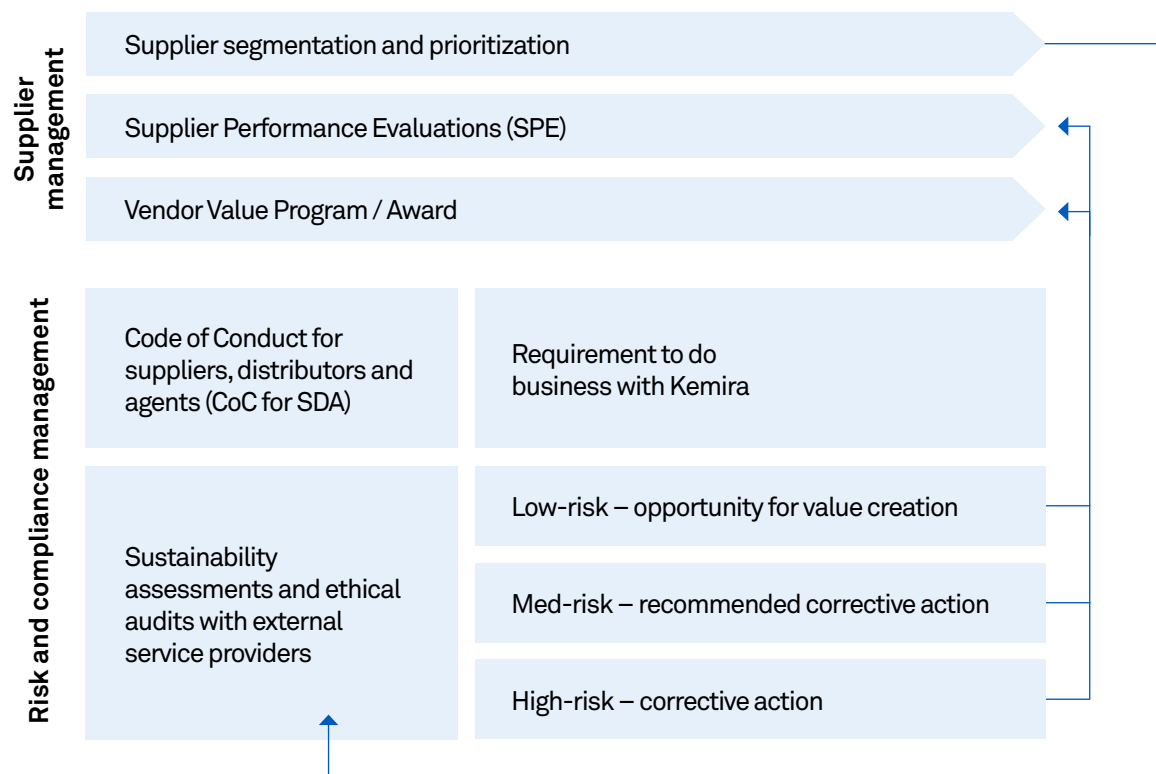 Supplier
management
Supplier segmentation and prioritization
Supplier Performance Evaluations (SPE)
Vendor Value Program / Award
Risk and compliance management
Code of Conduct for
suppliers, distributors and
agents (CoC for SDA)
Requirement to do
business with Kemira
Sustainability
assessments and ethical
audits with external
service providers
Low-risk – opportunity for value creation
Med-risk – recommended corrective action
High-risk – corrective action